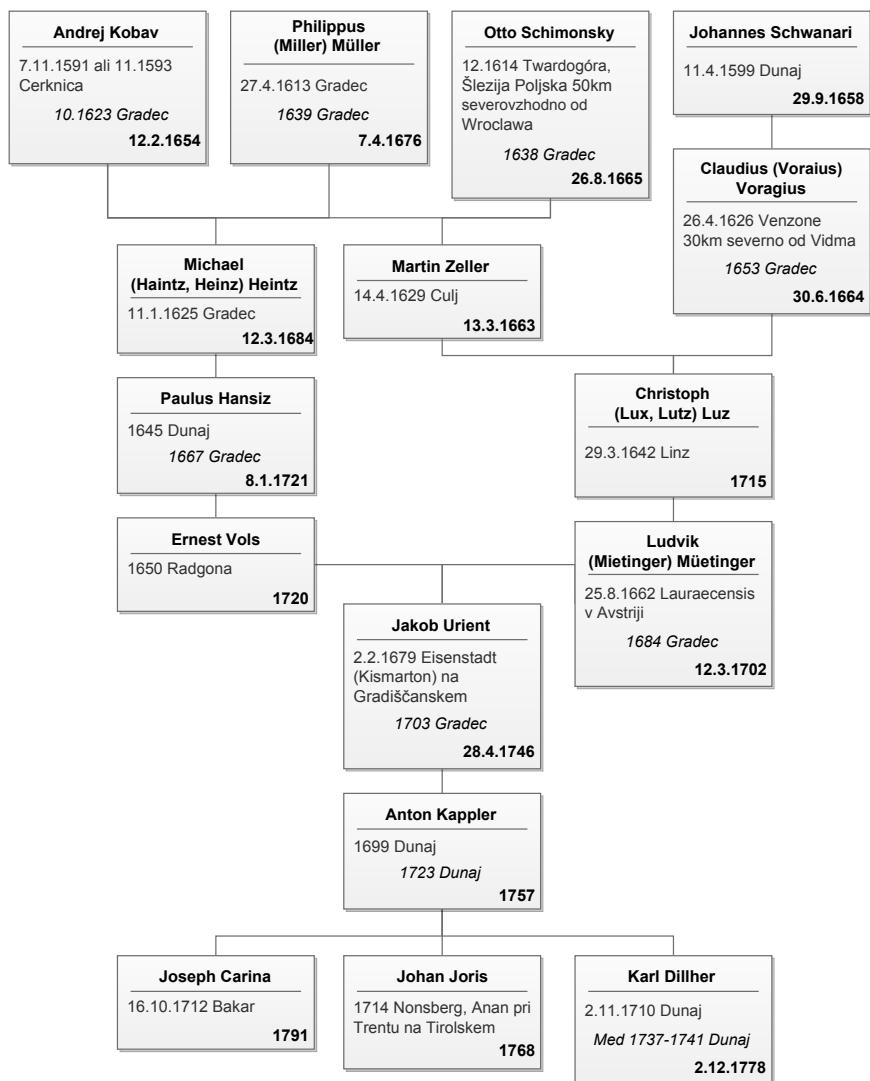 Andrej Kobav
7.11.1591 ali 11.1593
Cerknica
10.1623 Gradec
12.2.1654
Philippus
(Miller) Müller
27.4.1613 Gradec
1639 Gradec
7.4.1676
Otto Schimonsky
12.1614 Twardogóra,
Šlezija Poljska 50km
severovzhodno od
Wroclawa
1638 Gradec
26.8.1665
Johannes Schwanari
11.4.1599 Dunaj
29.9.1658
Claudius (Voraius)
Voragius
26.4.1626 Venzone
30km severno od Vidma
1653 Gradec
30.6.1664
Michael
(Haintz, Heinz) Heintz
11.1.1625 Gradec
12.3.1684
Martin Zeller
14.4.1629 Culj
13.3.1663
Paulus Hansiz
1645 Dunaj
1667 Gradec
8.1.1721
Christoph
(Lux, Lutz) Luz
29.3.1642 Linz
1715
Ernest Vols
1650 Radgona
1720
Ludvik
(Mietinger) Müetinger
25.8.1662 Lauraecensis
v Avstriji
1684 Gradec
12.3.1702
Jakob Urient
2.2.1679 Eisenstadt
(Kismarton) na
Gradiščanskem
1703 Gradec
28.4.1746
Anton Kappler
1699 Dunaj
1723 Dunaj
1757
Joseph Carina
16.10.1712 Bakar
1791
Johan Joris
1714 Nonsberg, Anan pri
Trentu na Tirolskem
1768
Karl Dillher
2.11.1710 Dunaj
Med 1737-1741 Dunaj
2.12.1778